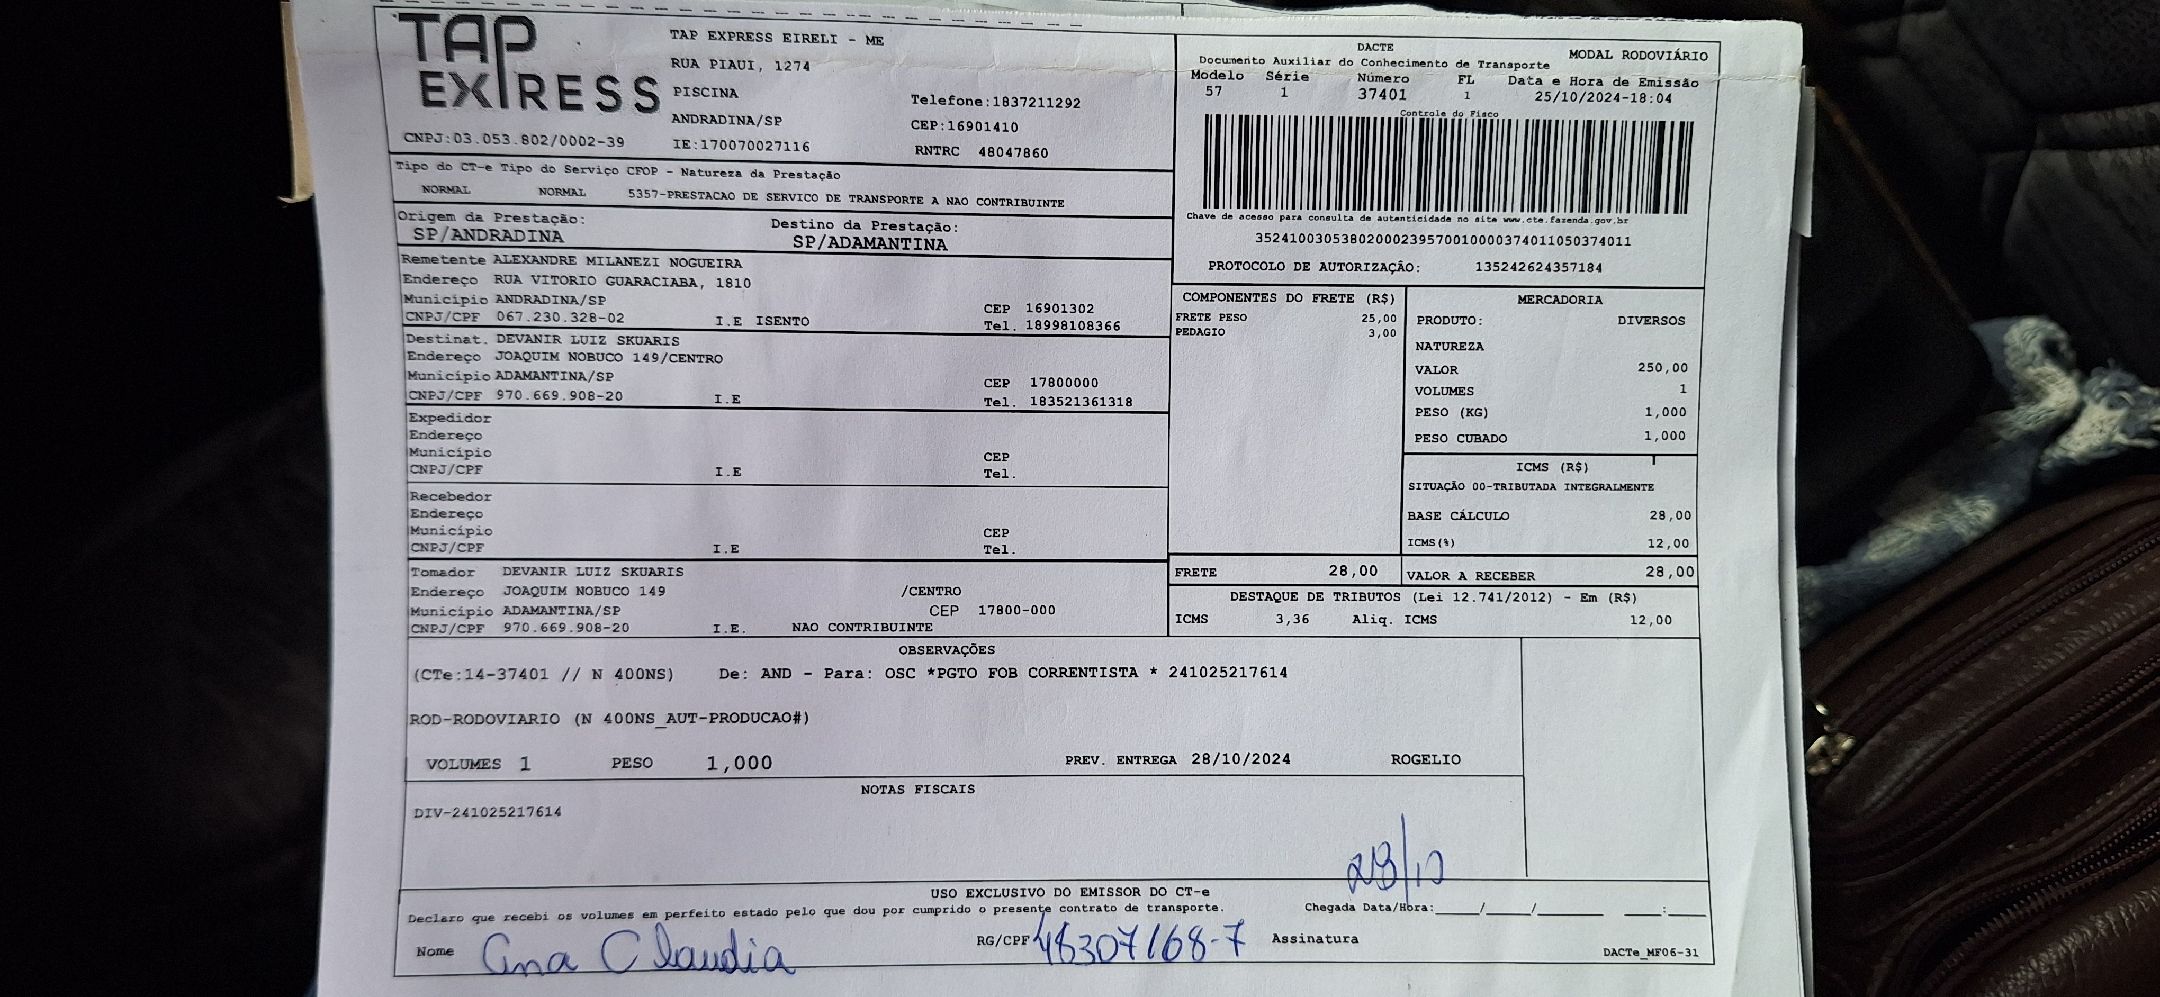 TAP EXPRESS
TAP EXPRESS EIRELI - ME
RUA PIAUI, 1274
PISCINA
Telefone:1837211292
ANDRADINA/SP
CEP:16901410
CNPJ:03.053.802/0002-39
IE:170070027116
RNTRC 48047860
DACTE
MODAL RODOVIÁRIO
Documento Auxiliar do Conhecimento de Transporte
Modelo Série Número FL Data e Hora de Emissão
57 1 37401 1 25/10/2024-18:04
Controle do Fisco
Chave de acesso para consulta de autenticidade no site www.cte.fazenda.gov.br
35241003053802000239570010000374011050374011
PROTOCOLO DE AUTORIZAÇÃO: 135242624357184
Tipo do CT-e Tipo do Serviço CFOP - Natureza da Prestação
NORMAL NORMAL 5357-PRESTACAO DE SERVICO DE TRANSPORTE A NAO CONTRIBUINTE
Origem da Prestação: Destino da Prestação:
SP/ANDRADINA SP/ADAMANTINA
Remetente ALEXANDRE MILANEZI NOGUEIRA
Endereço RUA VITORIO GUARACIABA, 1810
Município ANDRADINA/SP CEP 16901302
CNPJ/CPF 067.230.328-02 I.E ISENTO Tel. 18998108366
Destinat. DEVANIR LUIZ SKUARIS
Endereço JOAQUIM NOBUCO 149/CENTRO
Município ADAMANTINA/SP CEP 17800000
CNPJ/CPF 970.669.908-20 I.E Tel. 183521361318
Expedidor
Endereço
Município CEP
CNPJ/CPF I.E Tel.
Recebedor
Endereço
Município CEP
CNPJ/CPF I.E Tel.
Tomador DEVANIR LUIZ SKUARIS
Endereço JOAQUIM NOBUCO 149 /CENTRO
Município ADAMANTINA/SP CEP 17800-000
CNPJ/CPF 970.669.908-20 I.E. NAO CONTRIBUINTE
COMPONENTES DO FRETE (R$)
FRETE PESO 25,00
PEDAGIO 3,00
MERCADORIA
PRODUTO: DIVERSOS
NATUREZA
VALOR 250,00
VOLUMES 1
PESO (KG) 1,000
PESO CUBADO 1,000
ICMS (R$)
SITUAÇÃO 00-TRIBUTADA INTEGRALMENTE
BASE CÁLCULO 28,00
ICMS(%) 12,00
FRETE 28,00 VALOR A RECEBER 28,00
DESTAQUE DE TRIBUTOS (Lei 12.741/2012) - Em (R$)
ICMS 3,36 Aliq. ICMS 12,00
OBSERVAÇÕES
(CTe:14-37401 // N 400NS) De: AND - Para: OSC *PGTO FOB CORRENTISTA * 241025217614
ROD-RODOVIARIO (N 400NS_AUT-PRODUCAO#)
VOLUMES 1 PESO 1,000 PREV. ENTREGA 28/10/2024 ROGELIO
NOTAS FISCAIS
DIV-241025217614
28/10
USO EXCLUSIVO DO EMISSOR DO CT-e
Declaro que recebi os volumes em perfeito estado pelo que dou por cumprido o presente contrato de transporte. Chegada Data/Hora:____/____/______ ___:___
Nome Ana Claudia RG/CPF 48307168-7 Assinatura
DACTe_MF06-31